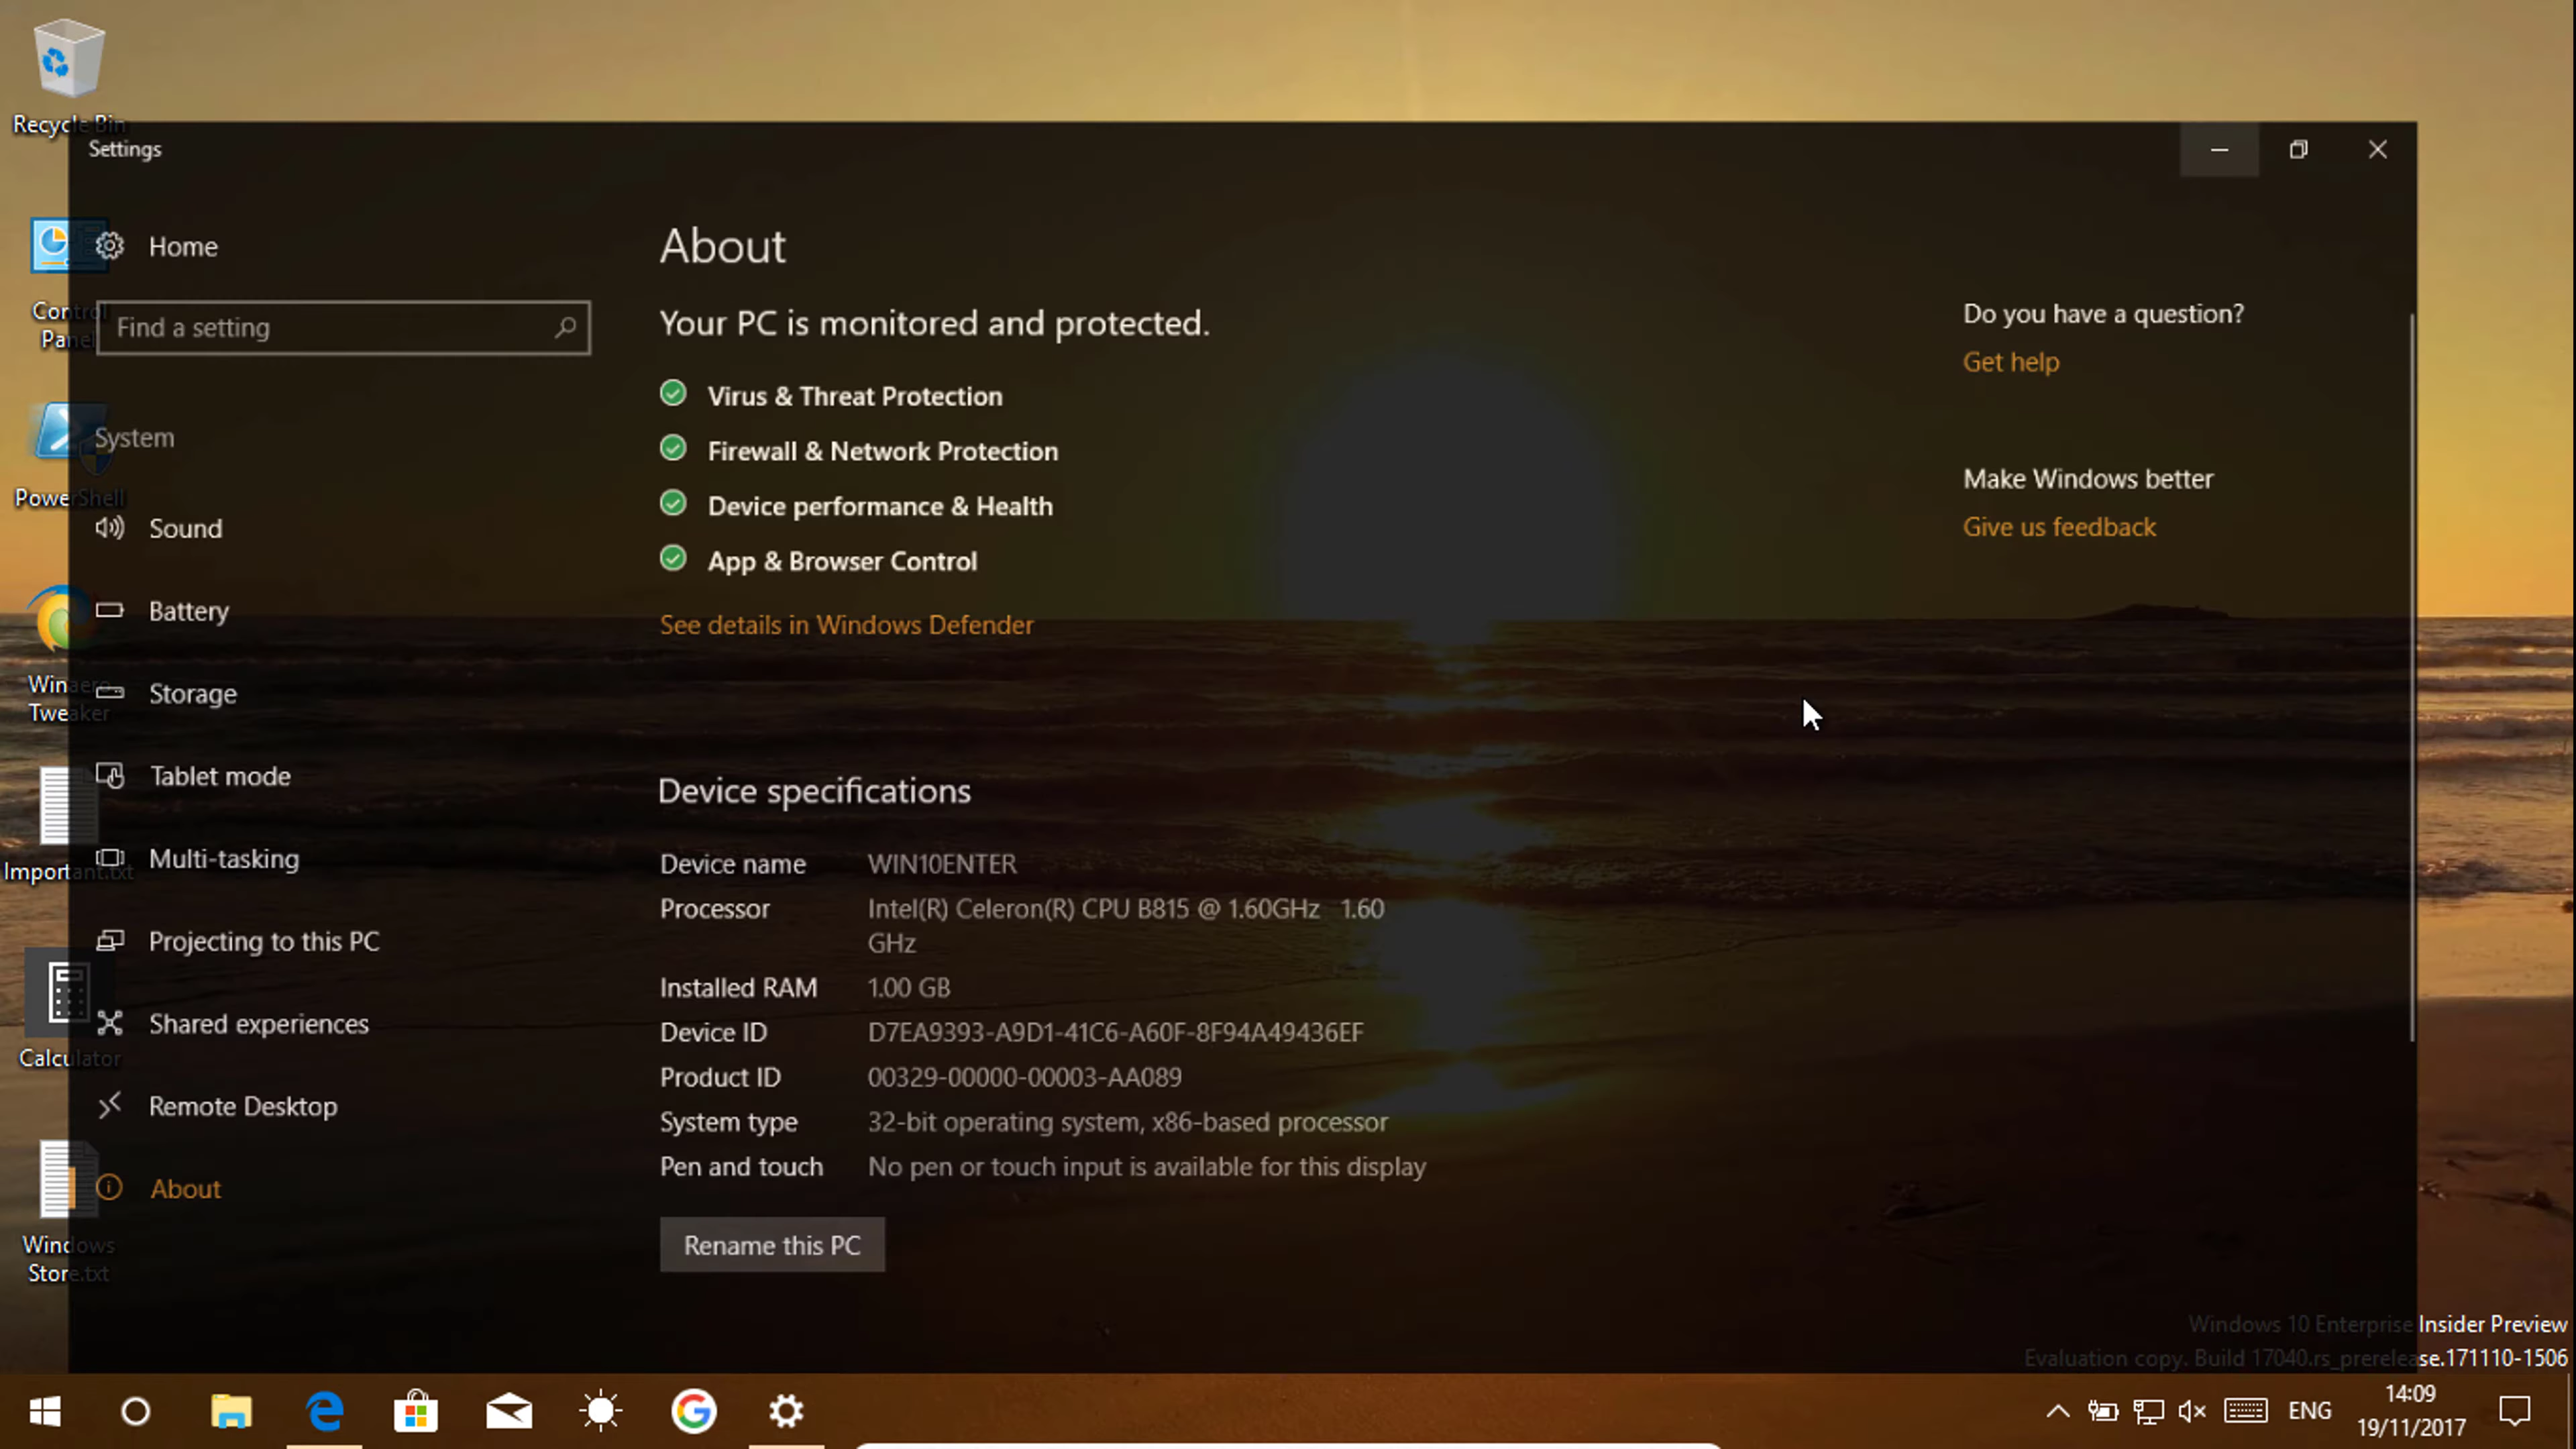 Recycle Bin
Control
Panel
PowerShell
Winaero
Tweaker
Important.txt
Calculator
Windows
Store.txt
Settings
Home
Find a setting
System
Sound
Battery
Storage
Tablet mode
Multi-tasking
Projecting to this PC
Shared experiences
Remote Desktop
About
About
Your PC is monitored and protected.
Virus & Threat Protection
Firewall & Network Protection
Device performance & Health
App & Browser Control
See details in Windows Defender
Device specifications
Device name WIN10ENTER
Processor Intel(R) Celeron(R) CPU B815 @ 1.60GHz 1.60
GHz
Installed RAM 1.00 GB
Device ID D7EA9393-A9D1-41C6-A60F-8F94A49436EF
Product ID 00329-00000-00003-AA089
System type 32-bit operating system, x86-based processor
Pen and touch No pen or touch input is available for this display
Rename this PC
Do you have a question?
Get help
Make Windows better
Give us feedback
Windows 10 Enterprise Insider Preview
Evaluation copy. Build 17040.rs_prerelease.171110-1506
ENG
14:09
19/11/2017